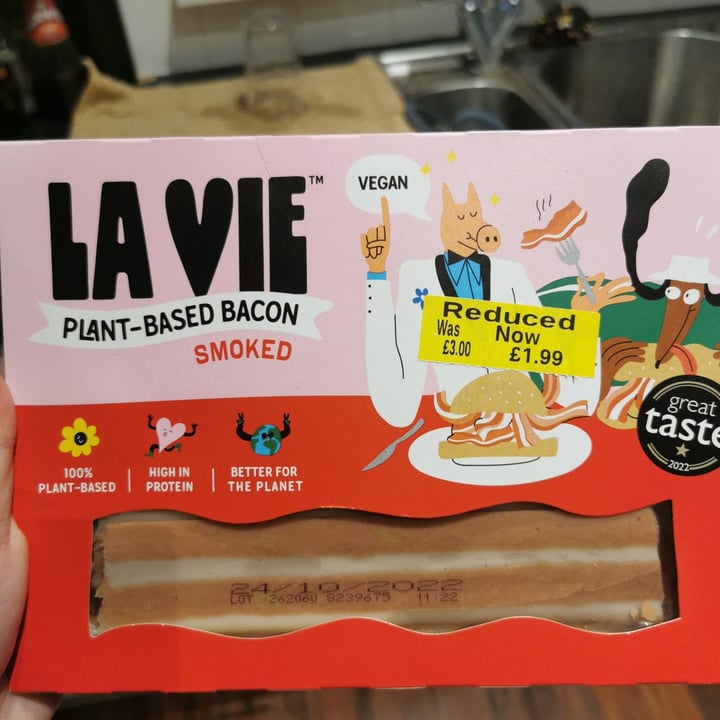 LA VIE™
PLANT-BASED BACON
SMOKED
VEGAN
Reduced
Was Now
£3.00 £1.99
great
taste
2022
100%
PLANT-BASED
HIGH IN
PROTEIN
BETTER FOR
THE PLANET
24/10/2022
LOT 262060 8239675 11:22